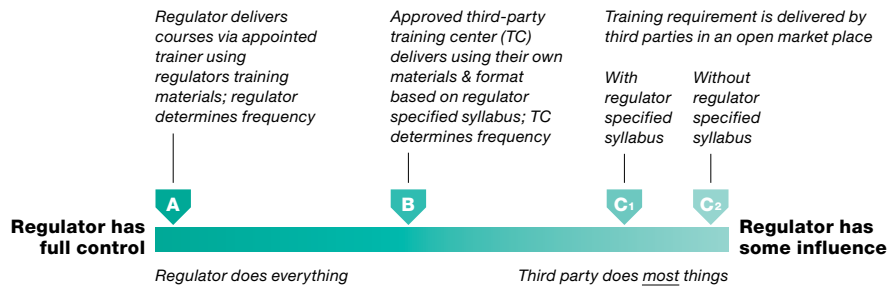 Regulator delivers
courses via appointed
trainer using
regulators training
materials; regulator
determines frequency
Approved third-party
training center (TC)
delivers using their own
materials & format
based on regulator
specified syllabus; TC
determines frequency
Training requirement is delivered by
third parties in an open market place
With
regulator
specified
syllabus
Without
regulator
specified
syllabus
A
B
C1
C2
Regulator has
full control
Regulator has
some influence
Regulator does everything
Third party does most things